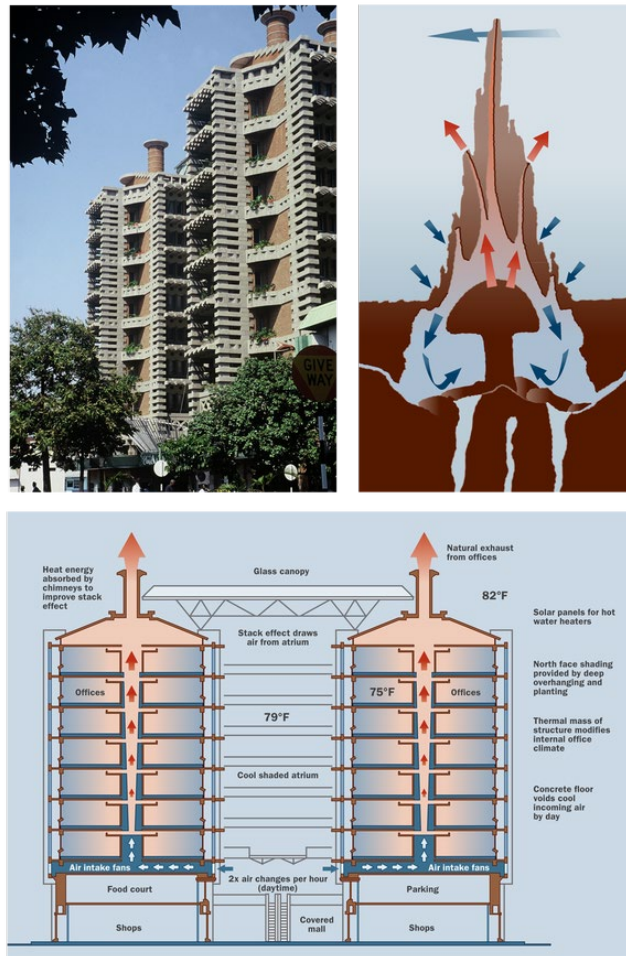 GIVE
WAY
Heat energy
absorbed by
chimneys to
improve stack
effect
Glass canopy
Natural exhaust
from offices
82°F
Solar panels for hot
water heaters
Stack effect draws
air from atrium
North face shading
provided by deep
overhanging and
planting
Offices
79°F
75°F
Offices
Thermal mass of
structure modifies
internal office
climate
Cool shaded atrium
Concrete floor
voids cool
incoming air
by day
Air intake fans
2x air changes per hour
(daytime)
Air intake fans
Food court
Parking
Shops
Covered
mall
Shops